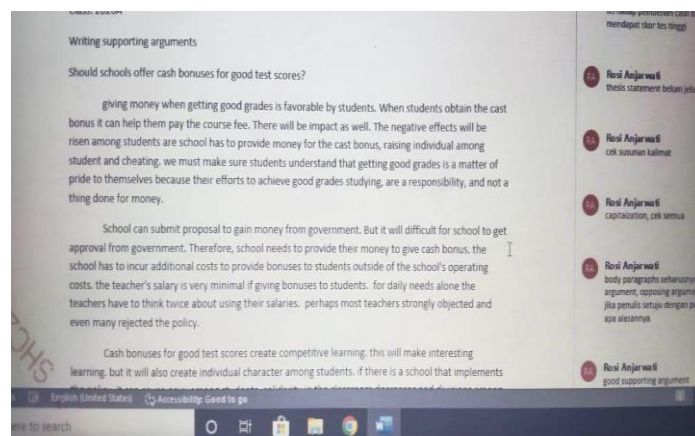 Writing supporting arguments
Should schools offer cash bonuses for good test scores?
giving money when getting good grades is favorable by students. When students obtain the cast
bonus it can help them pay the course fee. There will be impact as well. The negative effects will be
risen among students are school has to provide money for the cast bonus, raising individual among
student and cheating. we must make sure students understand that getting good grades is a matter of
pride to themselves because their efforts to achieve good grades studying, are a responsibility, and not a
thing done for money.
School can submit proposal to gain money from government. But it will difficult for school to get
approval from government. Therefore, school needs to provide their money to give cash bonus. the
school has to incur additional costs to provide bonuses to students outside of the school's operating
costs. the teacher's salary is very minimal if giving bonuses to students. for daily needs alone the
teachers have to think twice about using their salaries. perhaps most teachers strongly objected and
even many rejected the policy.
Cash bonuses for good test scores create competitive learning. this will make interesting
learning, but it will also create individual character among students. if there is a school that implements
mendapat skor tes tinggi
RA Rosi Anjarwati
thesis statement belum
RA Rosi Anjarwati
cek susunan kalimat
RA Rosi Anjarwati
capitalization, cek semua
RA Rosi Anjarwati
body paragraphs
argument, opposing
jika penulis setuju dengan
apa alasannya.
RA Rosi Anjarwati
good supporting argument
English (United States) Accessibility: Good to go
to search